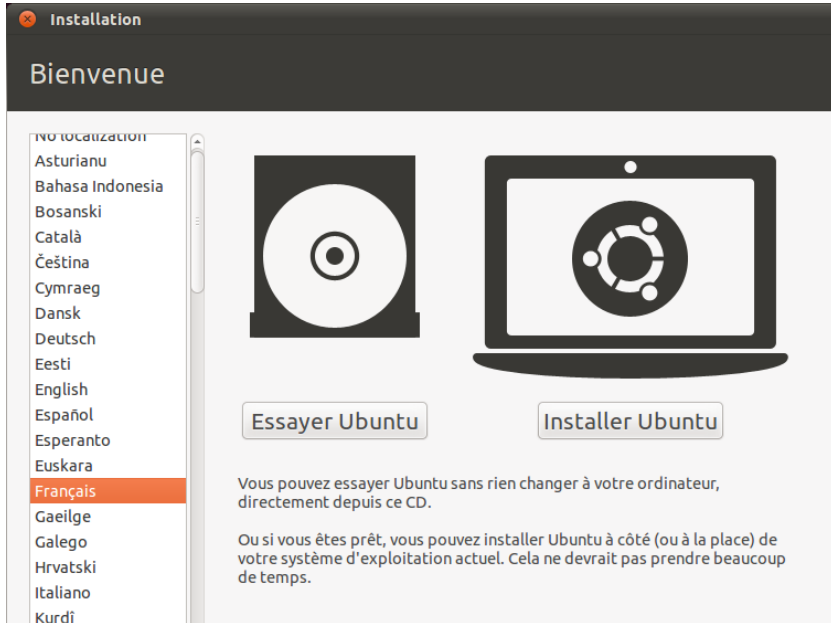 Installation
Bienvenue
No localization
Asturianu
Bahasa Indonesia
Bosanski
Català
Čeština
Cymraeg
Dansk
Deutsch
Eesti
English
Español
Esperanto
Euskara
Français
Gaeilge
Galego
Hrvatski
Italiano
Kurdî
Essayer Ubuntu
Installer Ubuntu
Vous pouvez essayer Ubuntu sans rien changer à votre ordinateur,
directement depuis ce CD.
Ou si vous êtes prêt, vous pouvez installer Ubuntu à côté (ou à la place) de
votre système d'exploitation actuel. Cela ne devrait pas prendre beaucoup
de temps.